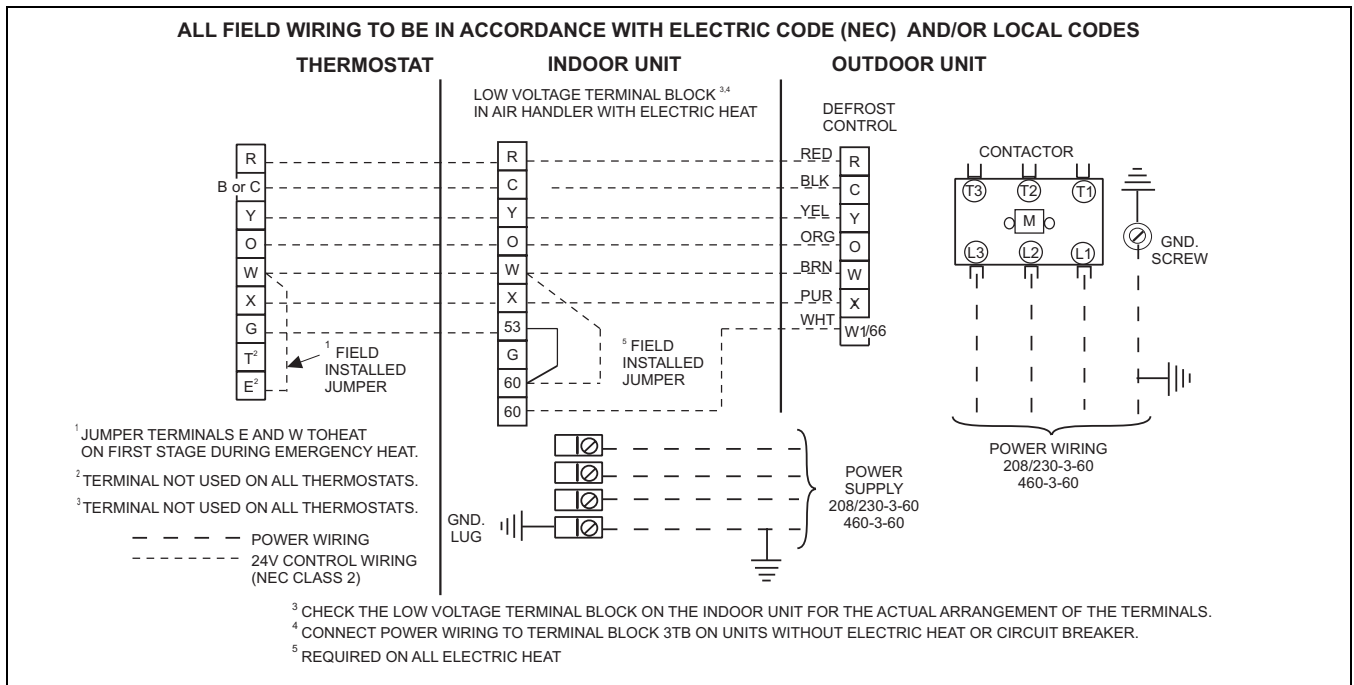 ALL FIELD WIRING TO BE IN ACCORDANCE WITH ELECTRIC CODE (NEC) AND/OR LOCAL CODES
THERMOSTAT
INDOOR UNIT
OUTDOOR UNIT
LOW VOLTAGE TERMINAL BLOCK 3,4
IN AIR HANDLER WITH ELECTRIC HEAT
DEFROST
CONTROL
R
B or C
Y
O
W
X
G
T2
E2
1 FIELD
INSTALLED
JUMPER
R
C
Y
O
W
X
53
G
60
60
5 FIELD
INSTALLED
JUMPER
RED
BLK
YEL
ORG
BRN
PUR
WHT
R
C
Y
O
W
X
W1/66
CONTACTOR
T3
T2
T1
M
L3
L2
L1
GND.
SCREW
POWER WIRING
208/230-3-60
460-3-60
1 JUMPER TERMINALS E AND W TOHEAT
ON FIRST STAGE DURING EMERGENCY HEAT.
2 TERMINAL NOT USED ON ALL THERMOSTATS.
3 TERMINAL NOT USED ON ALL THERMOSTATS.
POWER WIRING
24V CONTROL WIRING
(NEC CLASS 2)
GND.
LUG
POWER
SUPPLY
208/230-3-60
460-3-60
3 CHECK THE LOW VOLTAGE TERMINAL BLOCK ON THE INDOOR UNIT FOR THE ACTUAL ARRANGEMENT OF THE TERMINALS.
4 CONNECT POWER WIRING TO TERMINAL BLOCK 3TB ON UNITS WITHOUT ELECTRIC HEAT OR CIRCUIT BREAKER.
5 REQUIRED ON ALL ELECTRIC HEAT